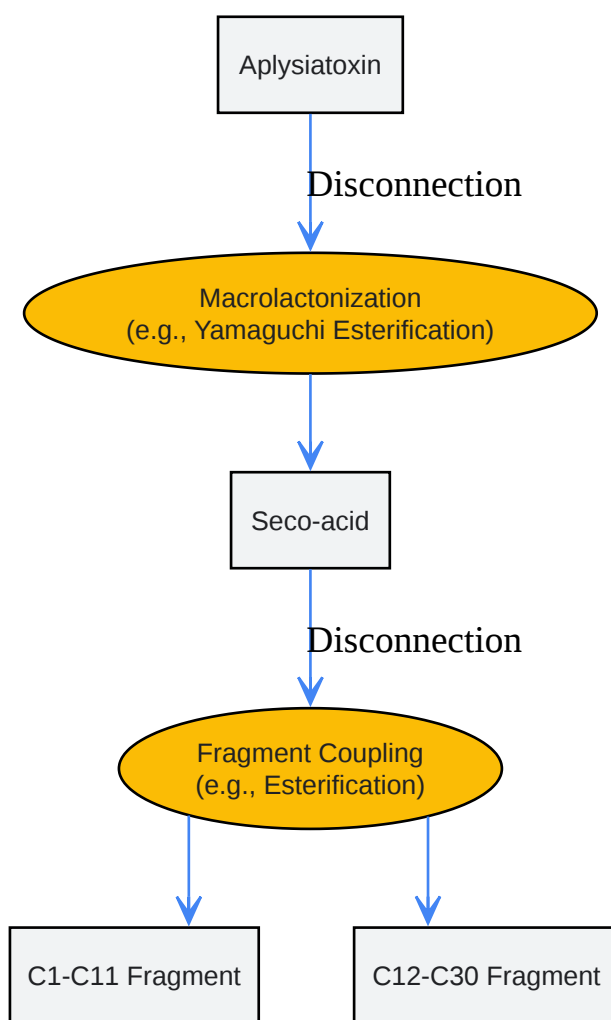 Aplysiatoxin
Disconnection
Macrolactonization
(e.g., Yamaguchi Esterification)
Seco-acid
Disconnection
Fragment Coupling
(e.g., Esterification)
C1-C11 Fragment
C12-C30 Fragment